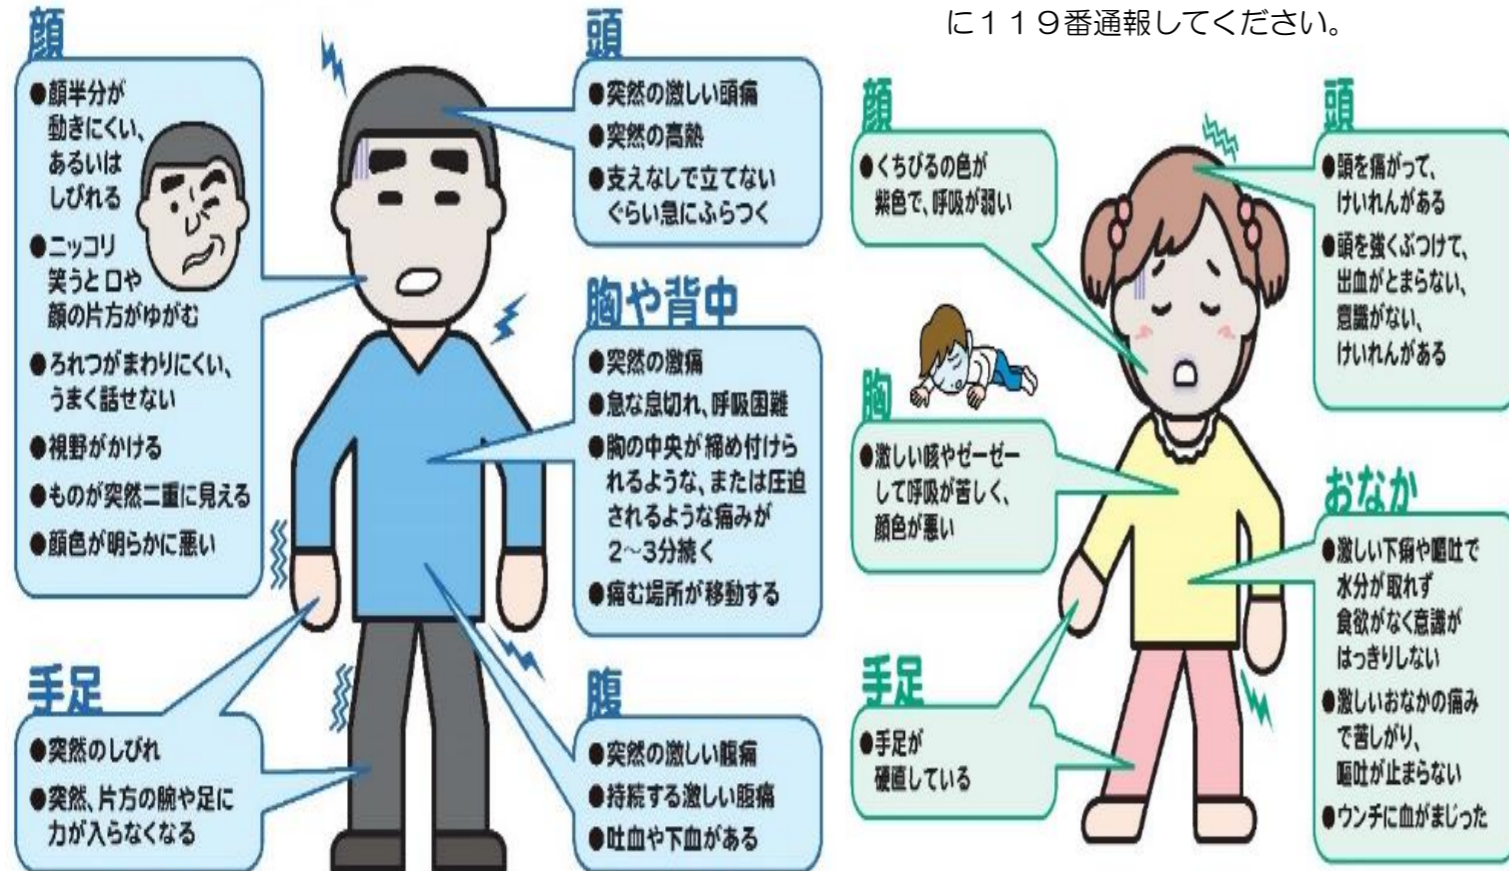 に119番通報してください。
顔
●顔半分が
動きにくい、
あるいは
しびれる
●ニッコリ
笑うと口や
顔の片方がゆがむ
●ろれつがまわりにくい、
うまく話せない
●視野がかける
●ものが突然二重に見える
●顔色が明らかに悪い
頭
●突然の激しい頭痛
●突然の高熱
●支えなしで立てない
ぐらい急にふらつく
胸や背中
●突然の激痛
●急な息切れ、呼吸困難
●胸の中央が締め付けら
れるような、または圧迫
されるような痛みが
2〜3分続く
●痛む場所が移動する
手足
●突然のしびれ
●突然、片方の腕や足に
力が入らなくなる
腹
●突然の激しい腹痛
●持続する激しい腹痛
●吐血や下血がある
顔
●くちびるの色が
紫色で、呼吸が弱い
頭
●頭を痛がって、
けいれんがある
●頭を強くぶつけて、
出血がとまらない、
意識がない、
けいれんがある
胸
●激しい咳やゼーゼー
して呼吸が苦しく、
顔色が悪い
おなか
●激しい下痢や嘔吐で
水分が取れず
食欲がなく意識が
はっきりしない
●激しいおなかの痛み
で苦しがり、
嘔吐が止まらない
●ウンチに血がまじった
手足
●手足が
硬直している